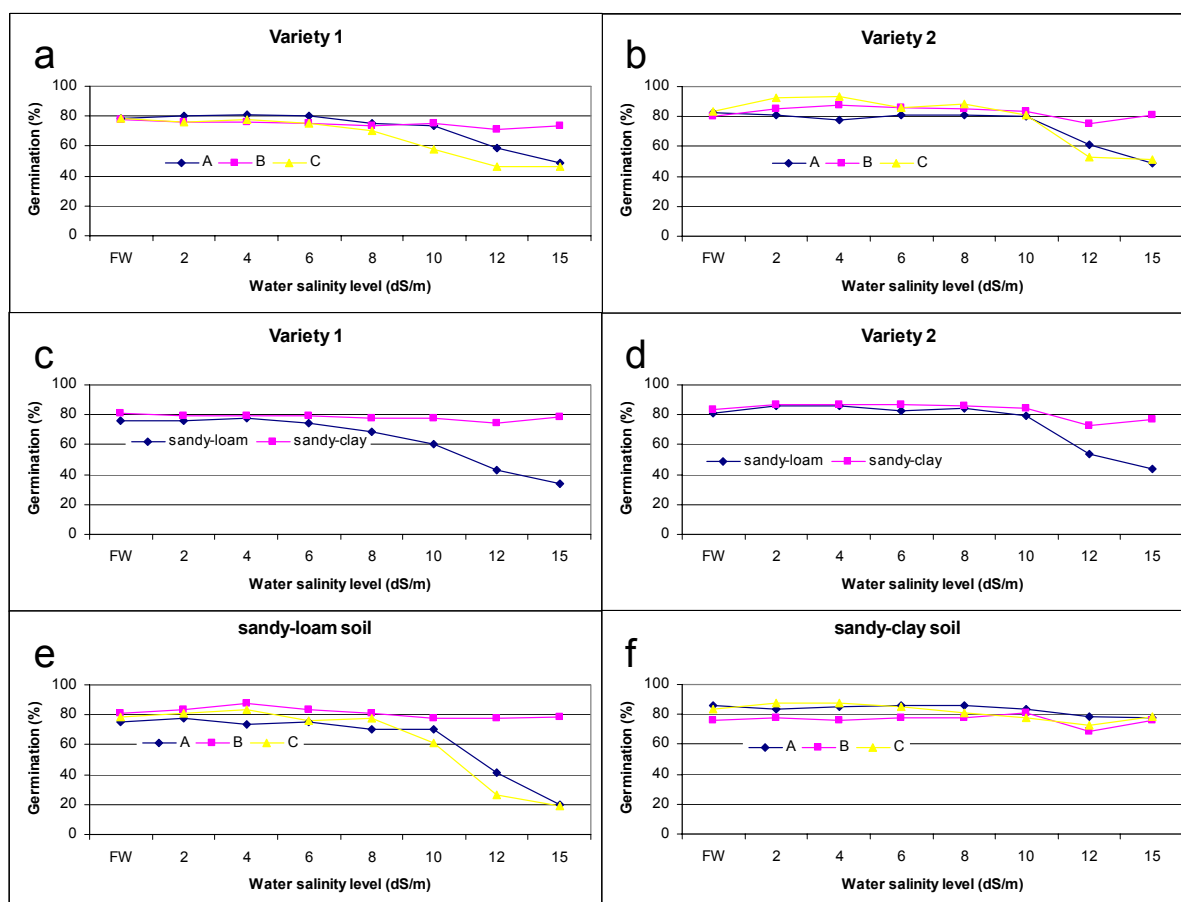 a
Variety 1
Germination (%)
100
80
60
40
20
0
A B C
FW 2 4 6 8 10 12 15
Water salinity level (dS/m)
b
Variety 2
Germination (%)
100
80
60
40
20
0
A B C
FW 2 4 6 8 10 12 15
Water salinity level (dS/m)
c
Variety 1
Germination (%)
100
80
60
40
20
0
sandy-loam sandy-clay
FW 2 4 6 8 10 12 15
Water salinity level (dS/m)
d
Variety 2
Germination (%)
100
80
60
40
20
0
sandy-loam sandy-clay
FW 2 4 6 8 10 12 15
Water salinity level (dS/m)
e
sandy-loam soil
Germination (%)
100
80
60
40
20
0
A B C
FW 2 4 6 8 10 12 15
Water salinity level (dS/m)
f
sandy-clay soil
Germination (%)
100
80
60
40
20
0
A B C
FW 2 4 6 8 10 12 15
Water salinity level (dS/m)